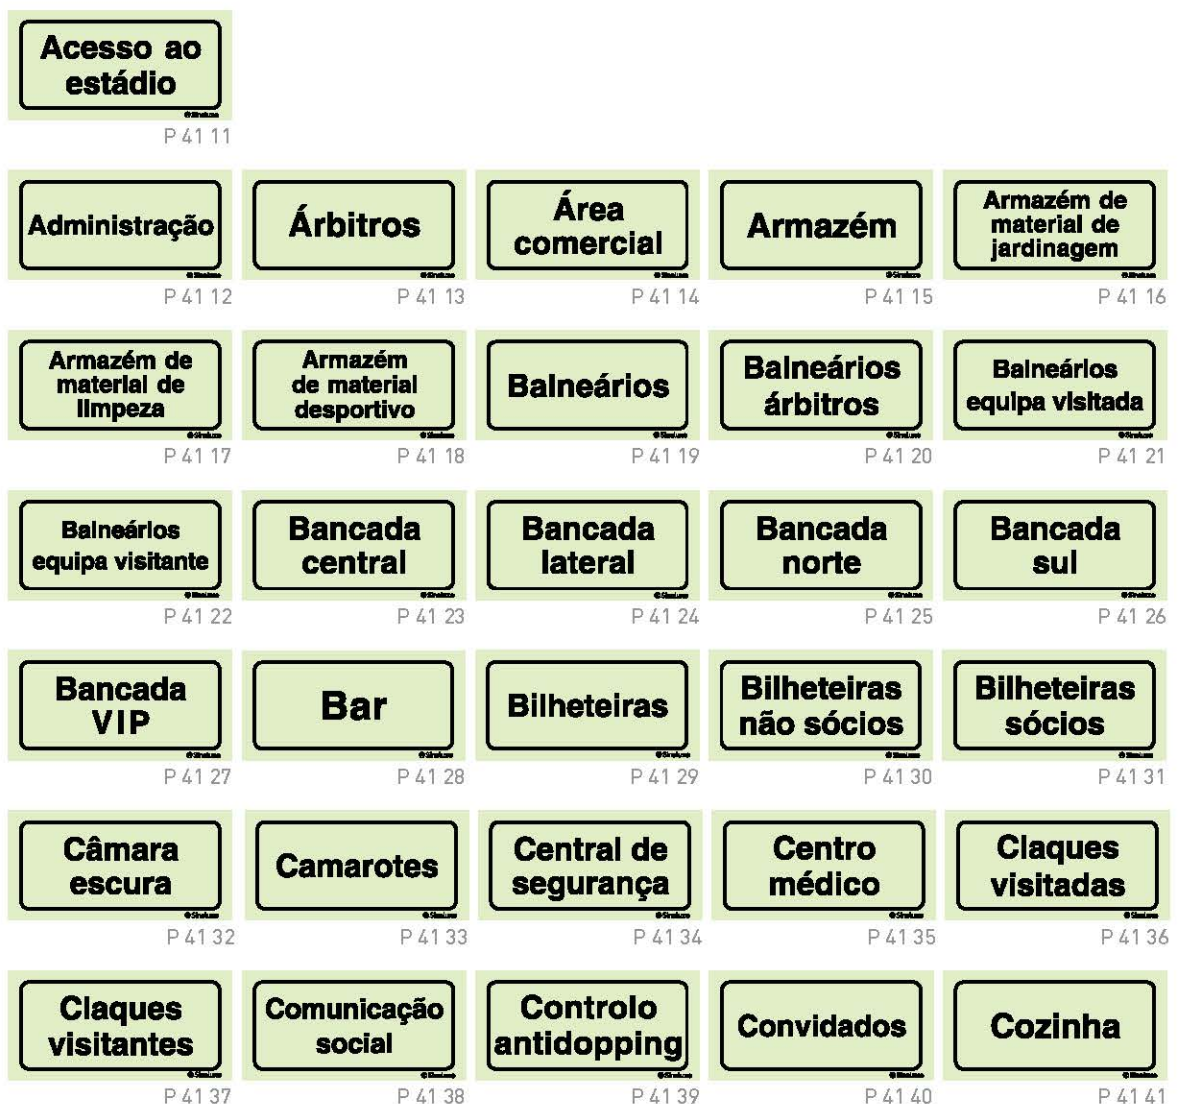 Acesso ao
estádio
P 41 11
Administração
P 41 12
Árbitros
P 41 13
Área
comercial
P 41 14
Armazém
P 41 15
Armazém de
material de
jardinagem
P 41 16
Armazém de
material de
limpeza
P 41 17
Armazém
de material
desportivo
P 41 18
Balneários
P 41 19
Balneários
árbitros
P 41 20
Balneários
equipa visitada
P 41 21
Balneários
equipa visitante
P 41 22
Bancada
central
P 41 23
Bancada
lateral
P 41 24
Bancada
norte
P 41 25
Bancada
sul
P 41 26
Bancada
VIP
P 41 27
Bar
P 41 28
Bilheteiras
P 41 29
Bilheteiras
não sócios
P 41 30
Bilheteiras
sócios
P 41 31
Câmara
escura
P 41 32
Camarotes
P 41 33
Central de
segurança
P 41 34
Centro
médico
P 41 35
Claques
visitadas
P 41 36
Claques
visitantes
P 41 37
Comunicação
social
P 41 38
Controlo
antidopping
P 41 39
Convidados
P 41 40
Cozinha
P 41 41